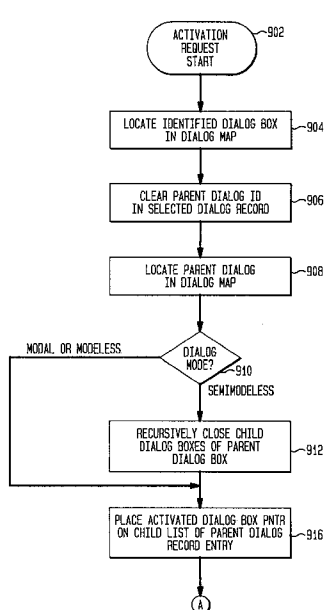 ACTIVATION
REQUEST
START
902
LOCATE IDENTIFIED DIALOG BOX
IN DIALOG MAP
904
CLEAR PARENT DIALOG ID
IN SELECTED DIALOG RECORD
906
LOCATE PARENT DIALOG
IN DIALOG MAP
908
MODAL OR MODELESS
DIALOG
MODE?
910
SEMIMODELESS
RECURSIVELY CLOSE CHILD
DIALOG BOXES OF PARENT
DIALOG BOX
912
PLACE ACTIVATED DIALOG BOX PNTR
ON CHILD LIST OF PARENT DIALOG
RECORD ENTRY
916
A